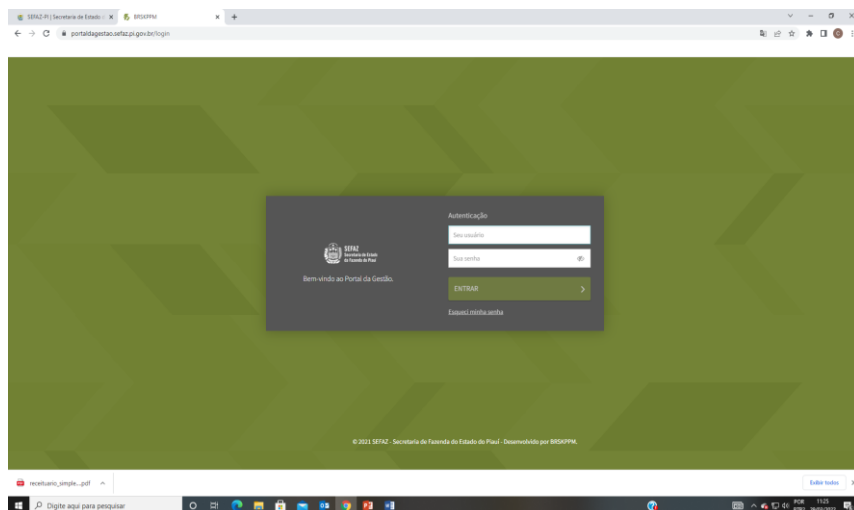 SEFAZ-PI | Secretaria de Estado
BRSKPPM
portaldagestao.sefaz.pi.gov.br/login
Autenticação
Seu usuário
SEFAZ
Secretaria de Estado
da Fazenda do Piauí
Sua senha
Bem-vindo ao Portal da Gestão.
ENTRAR
Esqueci minha senha
© 2021 SEFAZ - Secretaria de Fazenda do Estado do Piauí - Desenvolvido por BRSKPPM.
receituario_simple....pdf
Exibir todos
Digite aqui para pesquisar
POR
11:25